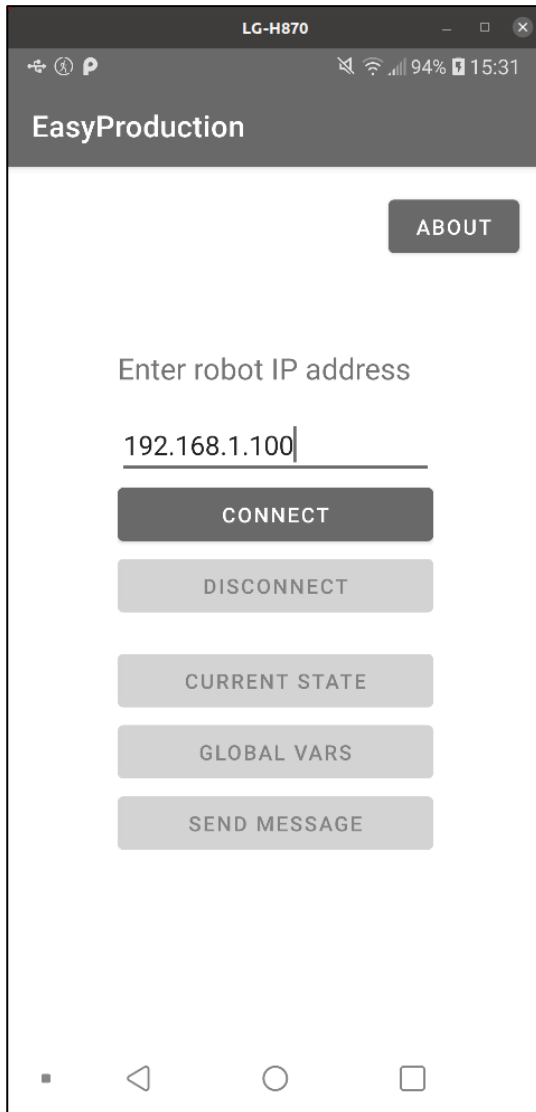 LG-H870
94% 15:31
EasyProduction
ABOUT
Enter robot IP address
192.168.1.100
CONNECT
DISCONNECT
CURRENT STATE
GLOBAL VARS
SEND MESSAGE